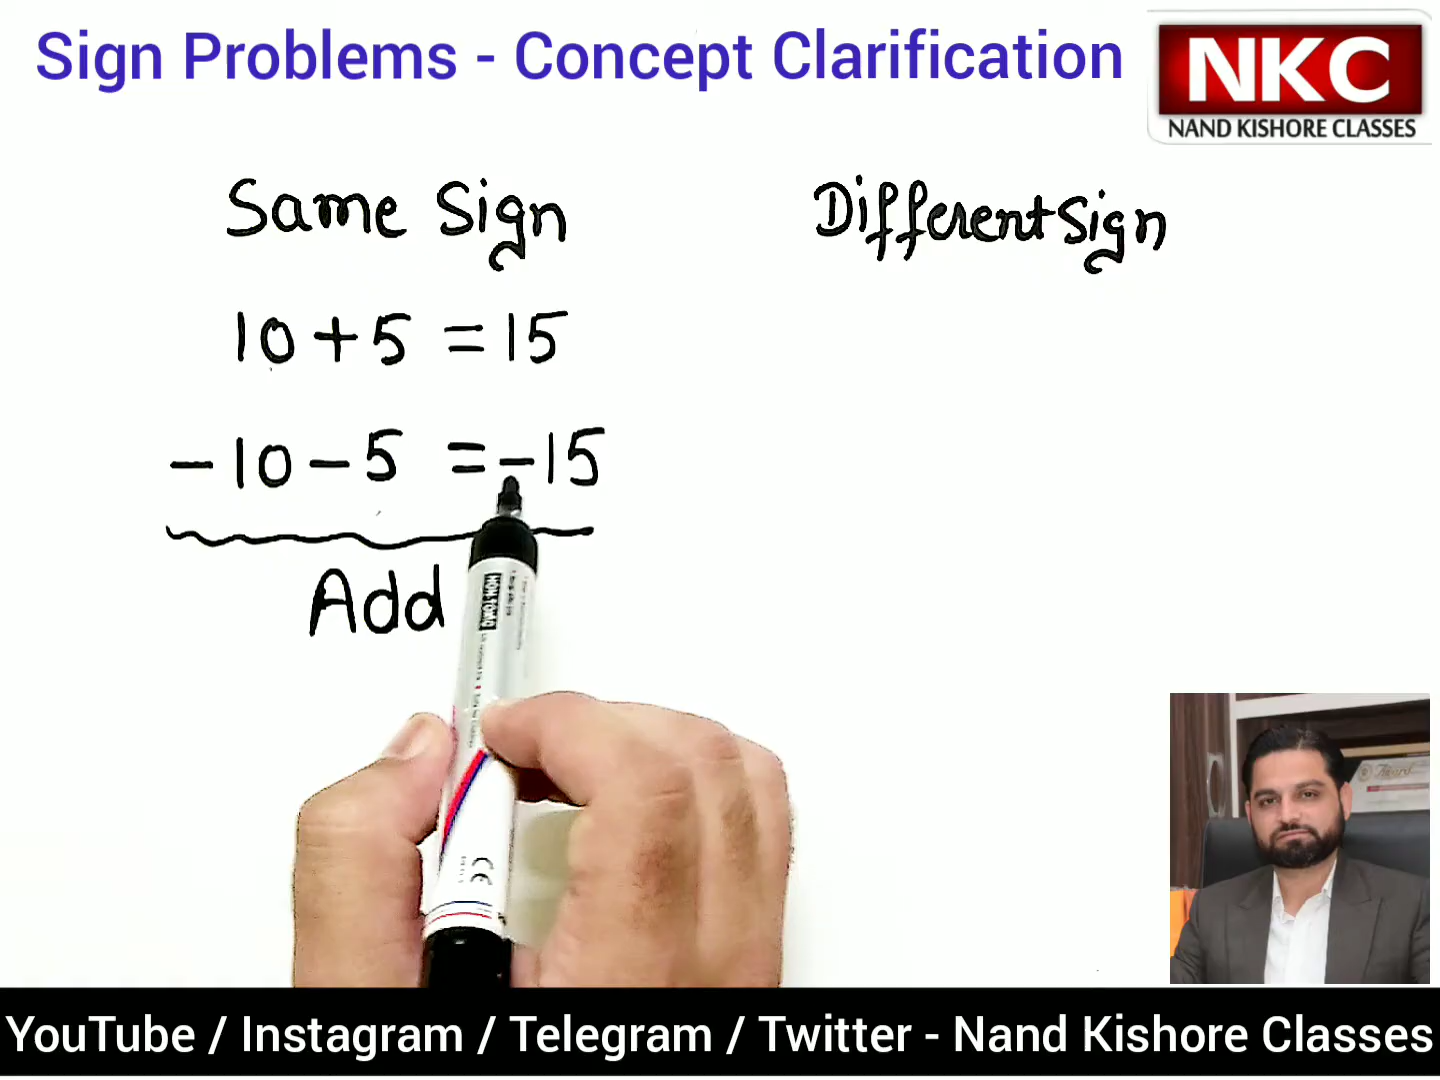 Sign Problems - Concept Clarification
NKC
NAND KISHORE CLASSES
Same Sign
Different Sign
10 + 5 = 15
- 10 - 5 = - 15
Add
CE
YouTube / Instagram / Telegram / Twitter - Nand Kishore Classes